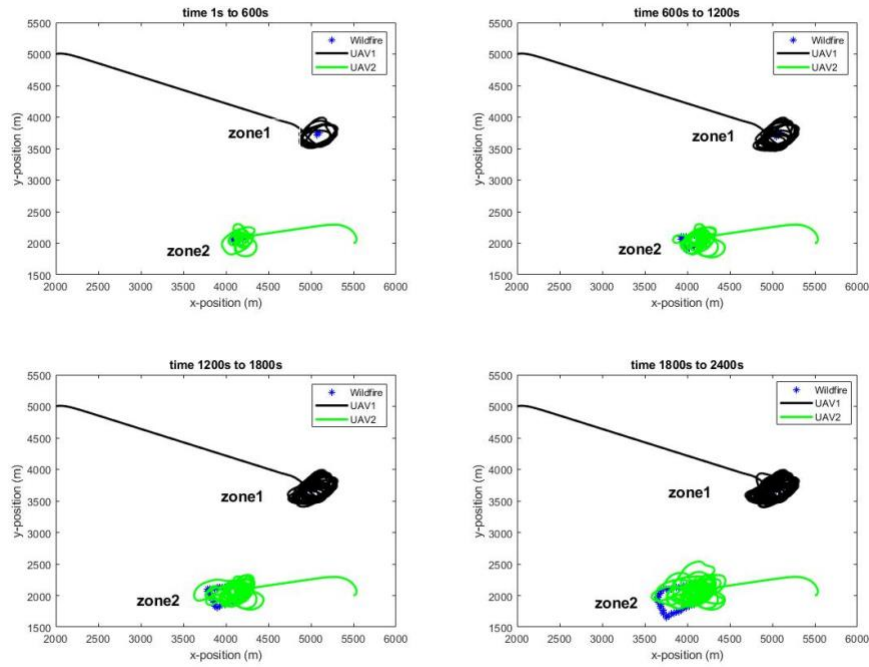 time 1s to 600s
5500
5000
4500
4000
3500
3000
2500
2000
1500
y-position (m)
Wildfire
UAV1
UAV2
zone1
zone2
2000 2500 3000 3500 4000 4500 5000 5500 6000
x-position (m)
time 600s to 1200s
5500
5000
4500
4000
3500
3000
2500
2000
1500
y-position (m)
Wildfire
UAV1
UAV2
zone1
zone2
2000 2500 3000 3500 4000 4500 5000 5500 6000
x-position (m)
time 1200s to 1800s
5500
5000
4500
4000
3500
3000
2500
2000
1500
y-position (m)
Wildfire
UAV1
UAV2
zone1
zone2
2000 2500 3000 3500 4000 4500 5000 5500 6000
x-position (m)
time 1800s to 2400s
5500
5000
4500
4000
3500
3000
2500
2000
1500
y-position (m)
Wildfire
UAV1
UAV2
zone1
zone2
2000 2500 3000 3500 4000 4500 5000 5500 6000
x-position (m)